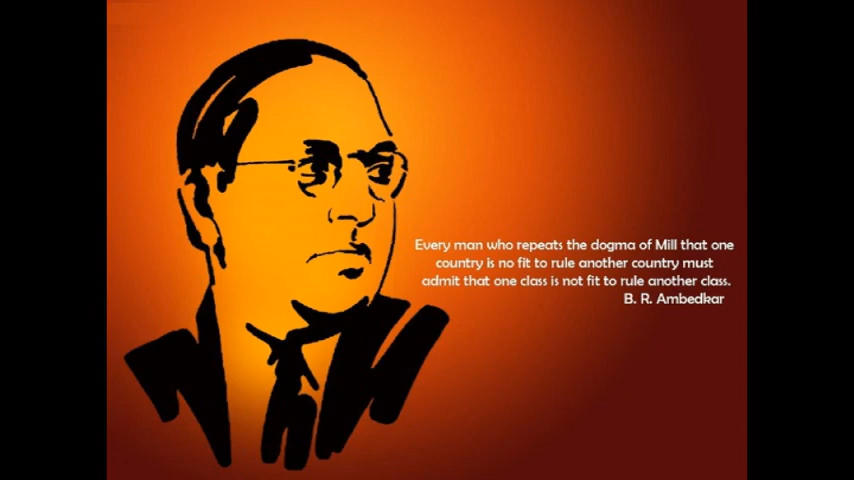 Every man who repeats the dogma of Mill that one
country is no fit to rule another country must
admit that one class is not fit to rule another class.
B. R. Ambedkar